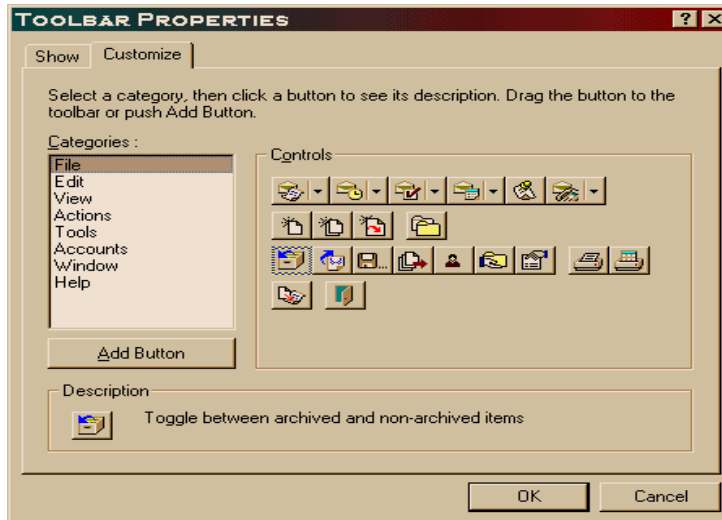 TOOLBAR PROPERTIES
Show
Customize
Select a category, then click a button to see its description. Drag the button to the
toolbar or push Add Button.
Categories :
File
Edit
View
Actions
Tools
Accounts
Window
Help
Add Button
Controls
Description
Toggle between archived and non-archived items
OK
Cancel